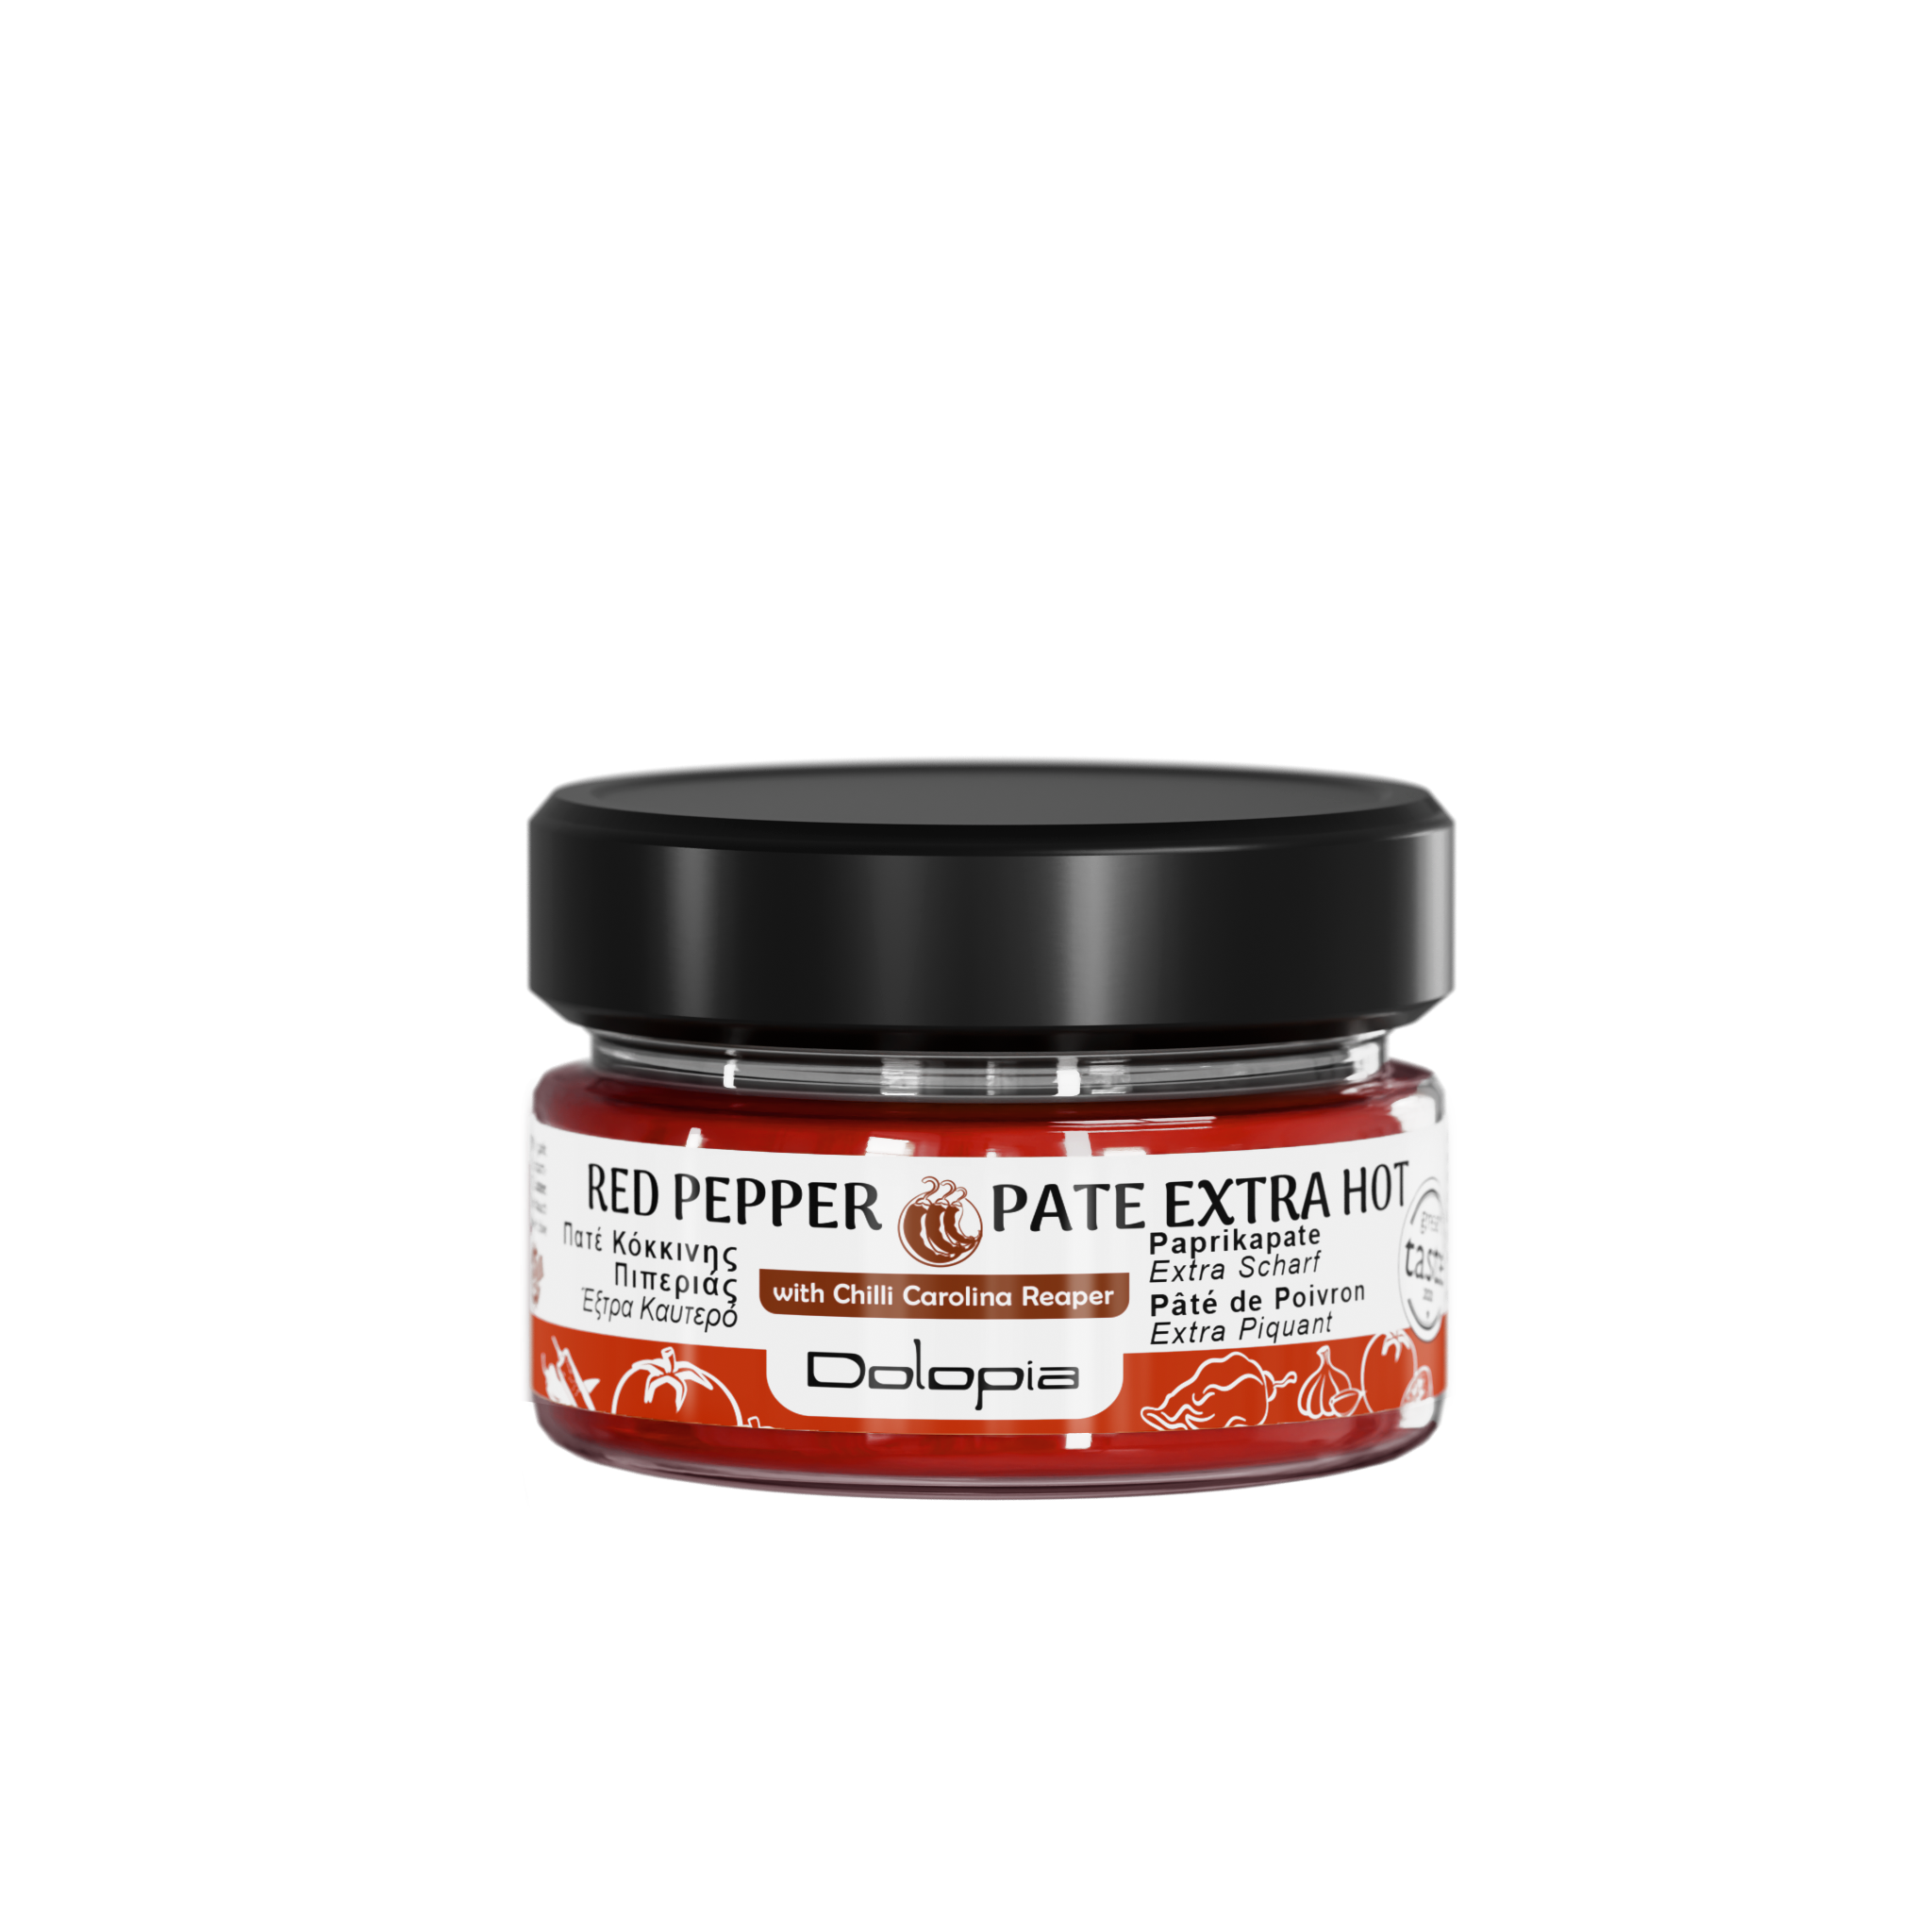 RED PEPPER PATE EXTRA HOT
Πατέ Κόκκινης
Πιπεριάς
Έξτρα Καυτερό
with Chilli Carolina Reaper
Paprikapate
Extra Scharf
Pâté de Poivron
Extra Piquant
Dolopia
great
taste